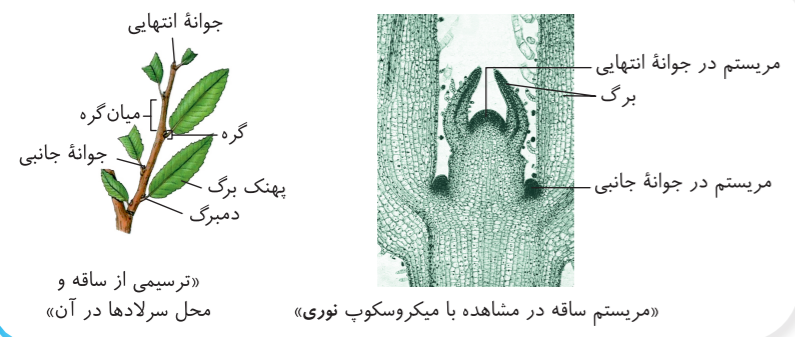 جوانهٔ انتهایی
میان‌گره
گره
جوانهٔ جانبی
پهنک برگ
دمبرگ
«ترسیمی از ساقه و
محل سرلادها در آن»
مریستم در جوانهٔ انتهایی
برگ
مریستم در جوانهٔ جانبی
«مریستم ساقه در مشاهده با میکروسکوپ نوری»